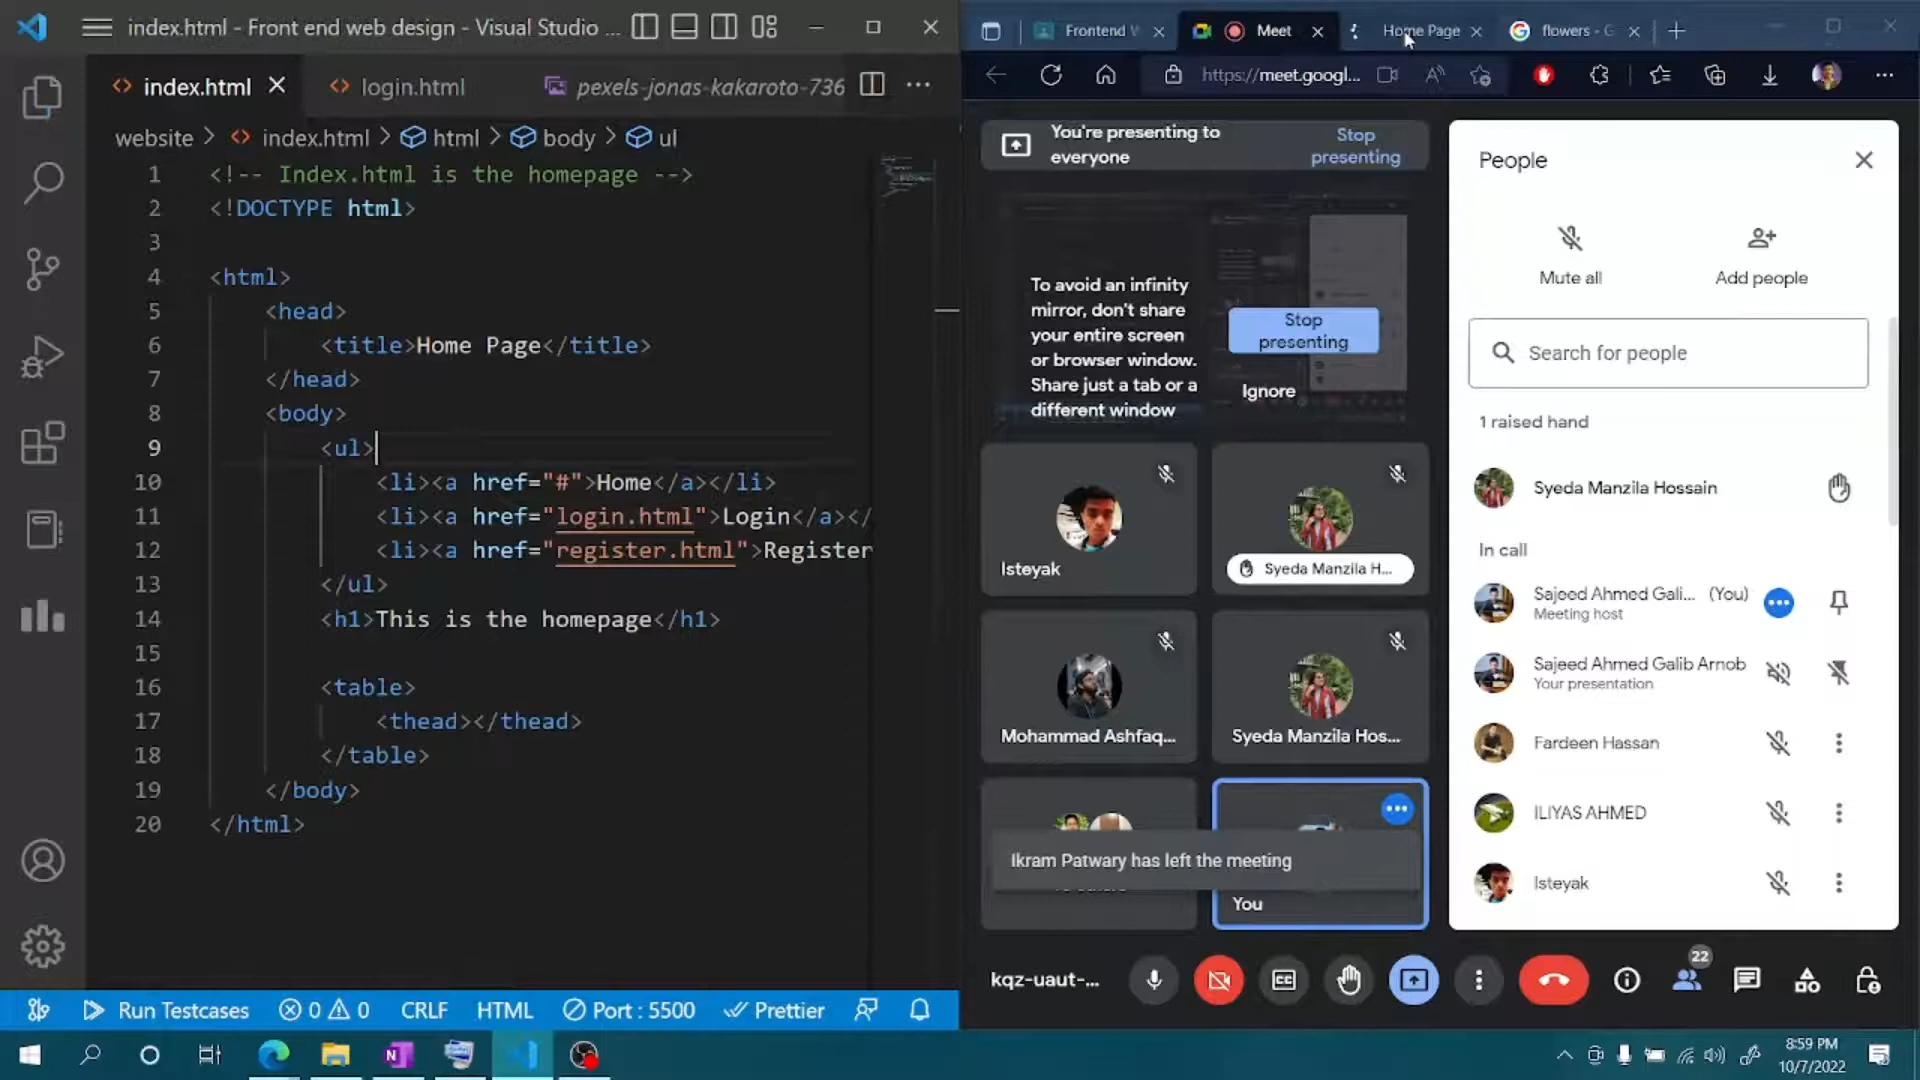 index.html - Front end web design - Visual Studio ...
index.html
login.html
pexels-jonas-kakaroto-736
website > index.html > html > body > ul
1 <!-- Index.html is the homepage -->
2 <!DOCTYPE html>
3
4 <html>
5 <head>
6 <title>Home Page</title>
7 </head>
8 <body>
9 <ul>
10 <li><a href="#">Home</a></li>
11 <li><a href="login.html">Login</a></
12 <li><a href="register.html">Register
13 </ul>
14 <h1>This is the homepage</h1>
15
16 <table>
17 <thead></thead>
18 </table>
19 </body>
20 </html>
Run Testcases
0
0
CRLF
HTML
Port : 5500
Prettier
Frontend
Meet
Home Page
flowers - G
https://meet.googl...
You're presenting to
everyone
Stop
presenting
To avoid an infinity
mirror, don't share
your entire screen
or browser window.
Share just a tab or a
different window
Stop
presenting
Ignore
Isteyak
Syeda Manzila H...
Mohammad Ashfaq...
Syeda Manzila Hos...
Ikram Patwary has left the meeting
You
People
Mute all
Add people
Search for people
1 raised hand
Syeda Manzila Hossain
In call
Sajeed Ahmed Gali... (You)
Meeting host
Sajeed Ahmed Galib Arnob
Your presentation
Fardeen Hassan
ILIYAS AHMED
Isteyak
kqz-uaut-...
22
8:59 PM
10/7/2022